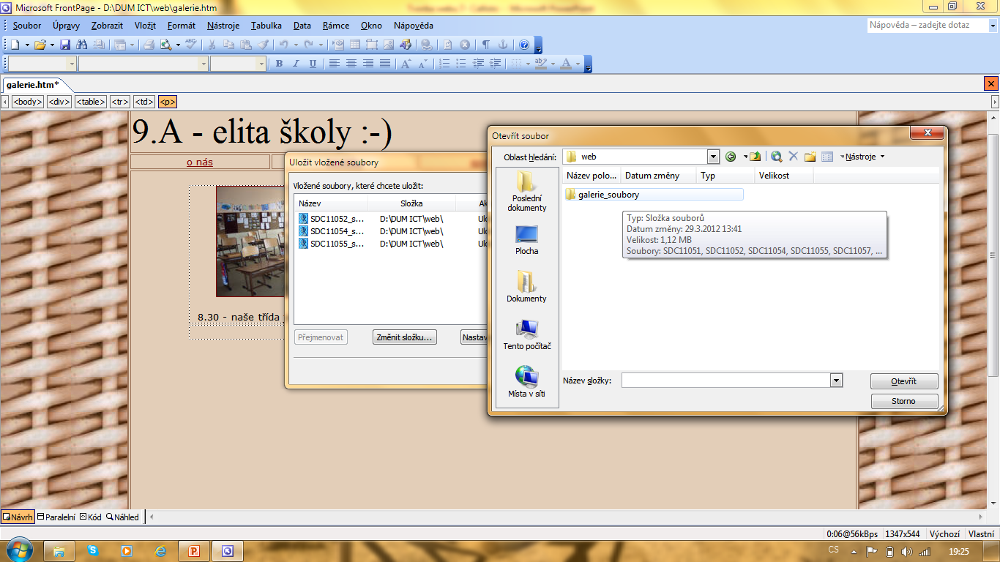 Microsoft FrontPage - D:\DUM ICT\web\galerie.htm
Soubor Úpravy Zobrazit Vložit Formát Nástroje Tabulka Data Rámce Okno Nápověda
Nápověda – zadejte dotaz
galerie.htm*
<body> <div> <table> <tr> <td> <p>
9.A - elita školy :-)
o nás
8.30 - naše třída
Uložit vložené soubory
Vložené soubory, které chcete uložit:
Název Složka Ak
SDC11052_s... D:\DUM ICT\web\ Ulo
SDC11054_s... D:\DUM ICT\web\ Ulo
SDC11055_s... D:\DUM ICT\web\ Ulo
Přejmenovat Změnit složku... Nastav
Otevřít soubor
Oblast hledání: web Nástroje
Název polo... Datum změny Typ Velikost
galerie_soubory
Typ: Složka souborů
Datum změny: 29.3.2012 13:41
Velikost: 1,12 MB
Soubory: SDC11051, SDC11052, SDC11054, SDC11055, SDC11057, ...
Poslední
dokumenty
Plocha
Dokumenty
Tento počítač
Místa v síti
Název složky:
Otevřít
Storno
Návrh Paralelní Kód Náhled
0:06@56kBps 1347x544 Výchozí Vlastní
CS 19:25